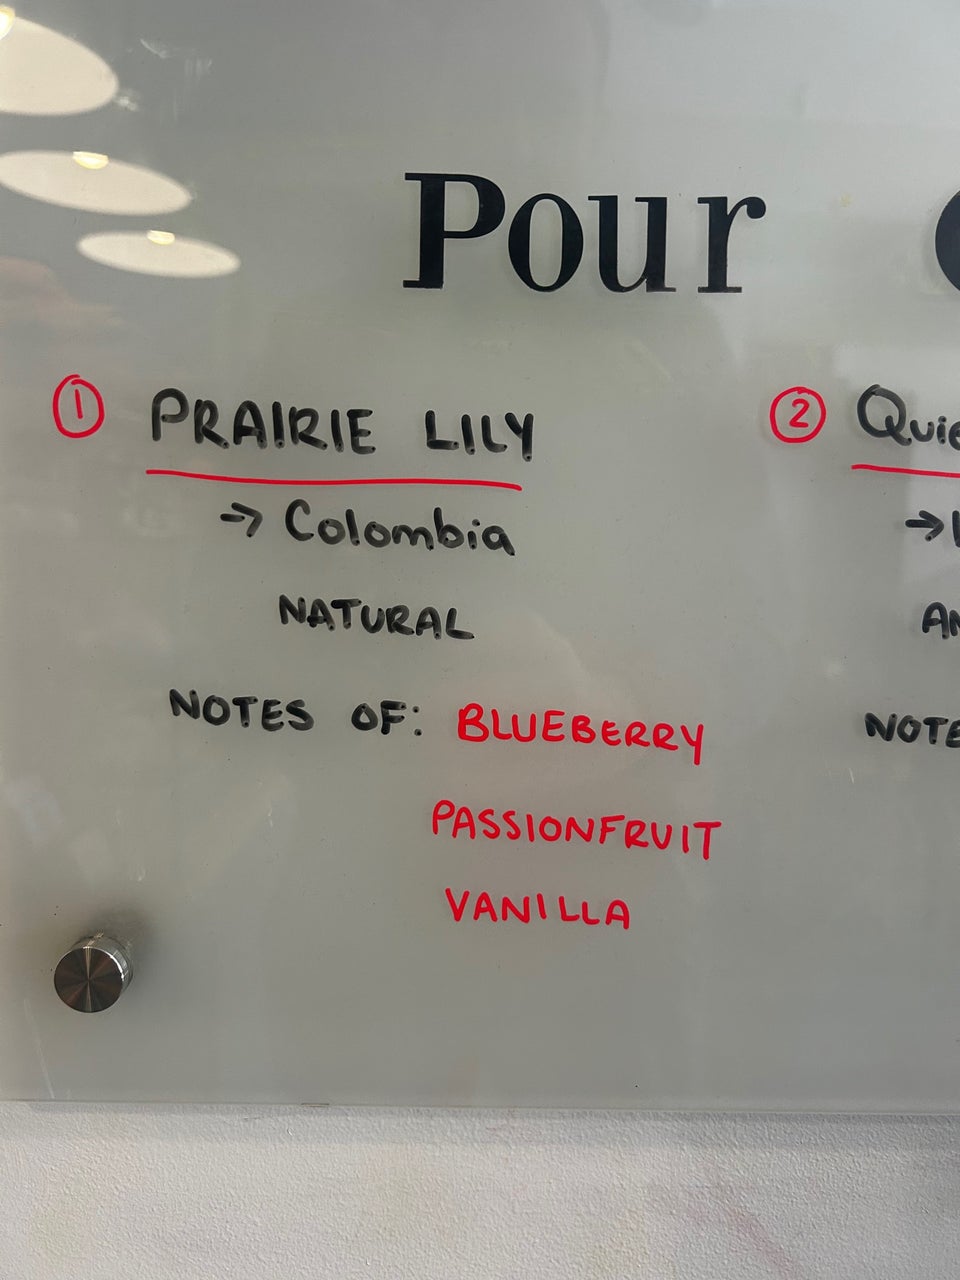 Pour
① PRAIRIE LILY
→ Colombia
NATURAL
NOTES OF: BLUEBERRY
PASSIONFRUIT
VANILLA
②
→